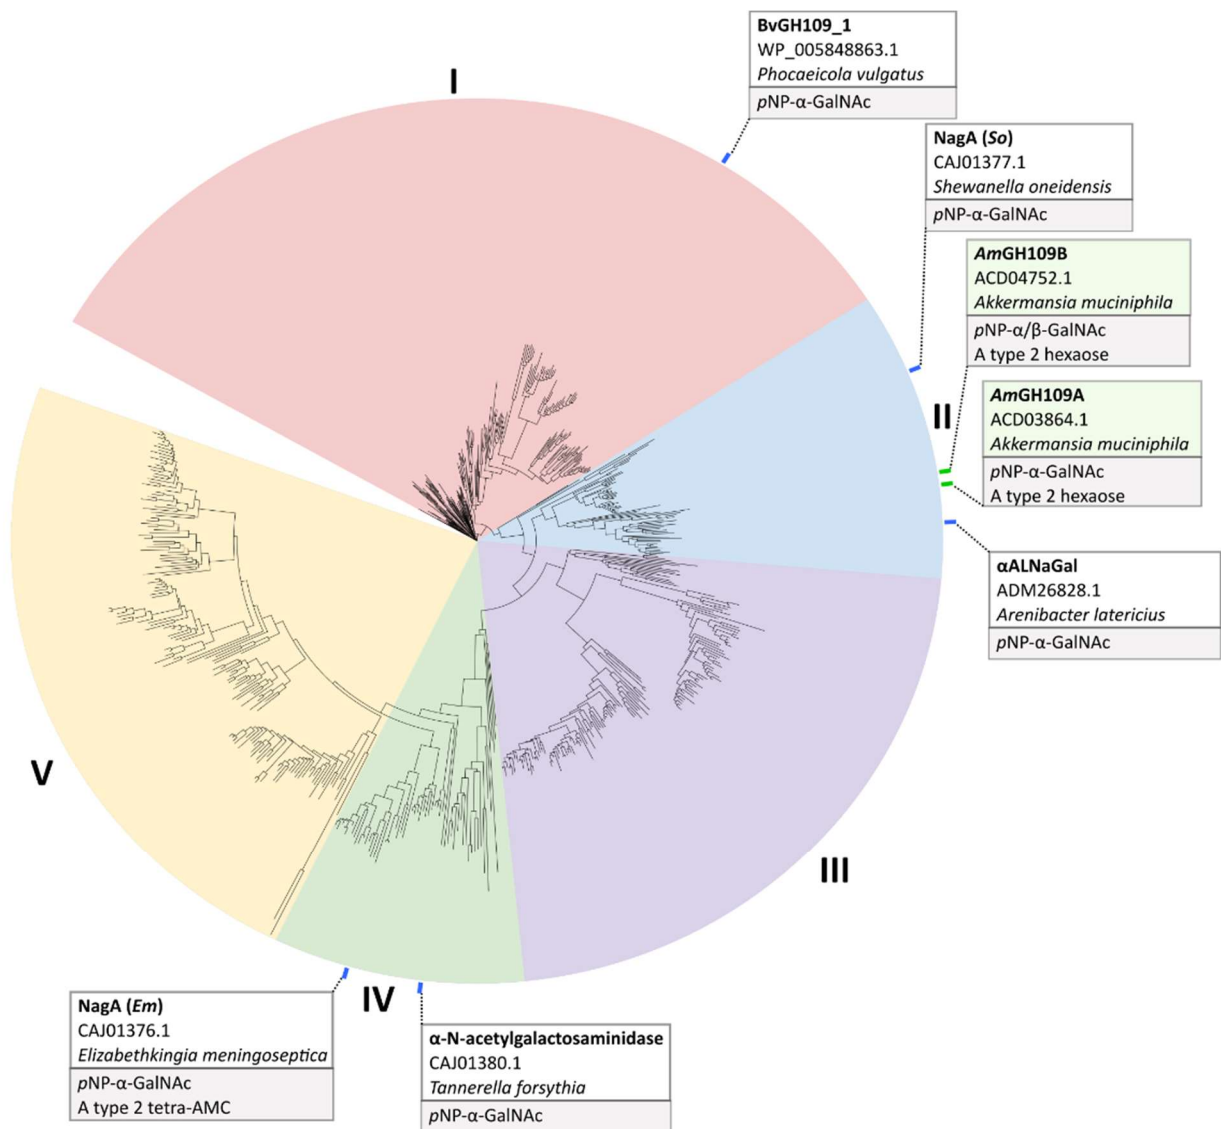 I
BvGH109_1
WP_005848863.1
Phocaeicola vulgatus
pNP-α-GalNAc
NagA (So)
CAJ01377.1
Shewanella oneidensis
pNP-α-GalNAc
AmGH109B
ACD04752.1
Akkermansia muciniphila
pNP-α/β-GalNAc
A type 2 hexaose
II
AmGH109A
ACD03864.1
Akkermansia muciniphila
pNP-α-GalNAc
A type 2 hexaose
αALNaGal
ADM26828.1
Arenibacter latericius
pNP-α-GalNAc
V
III
IV
NagA (Em)
CAJ01376.1
Elizabethkingia meningoseptica
pNP-α-GalNAc
A type 2 tetra-AMC
α-N-acetylgalactosaminidase
CAJ01380.1
Tannerella forsythia
pNP-α-GalNAc